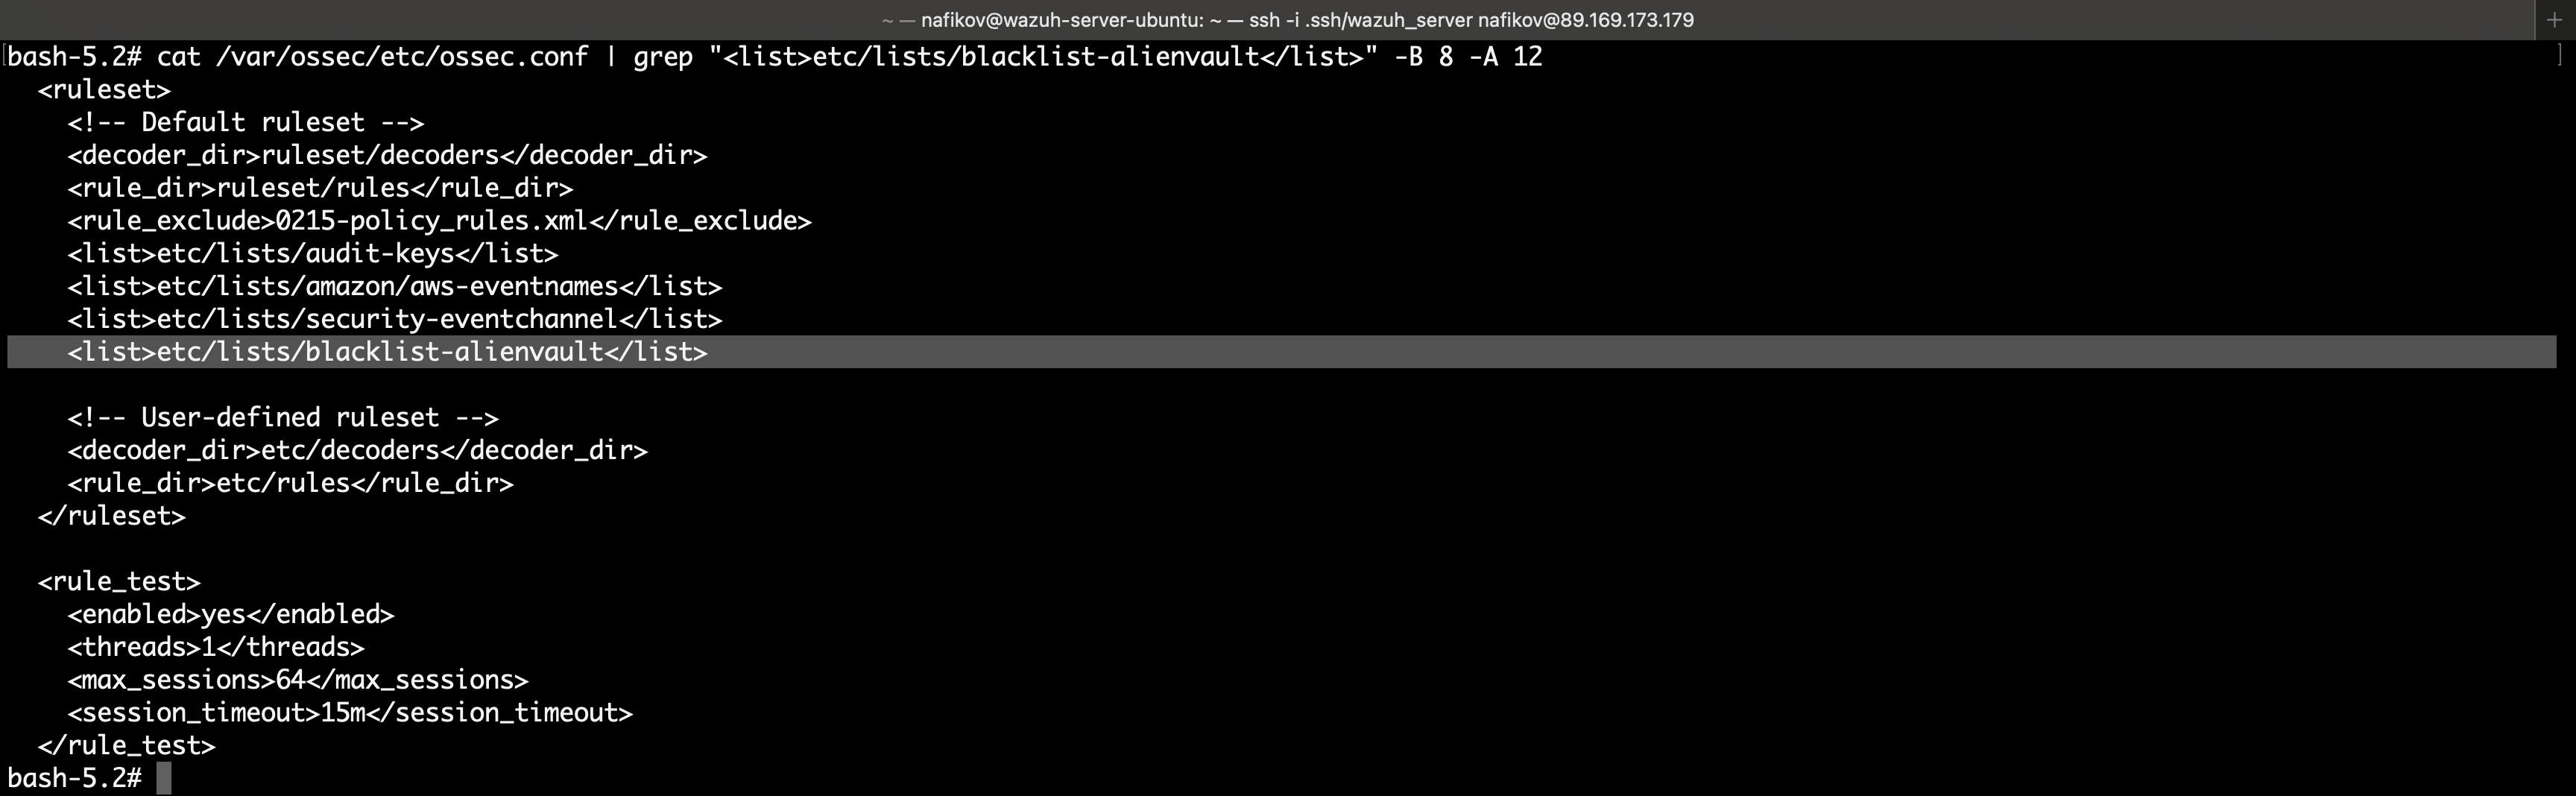 ~ — nafikov@wazuh-server-ubuntu: ~ — ssh -i .ssh/wazuh_server nafikov@89.169.173.179
bash-5.2# cat /var/ossec/etc/ossec.conf | grep "<list>etc/lists/blacklist-alienvault</list>" -B 8 -A 12
  <ruleset>
    <!-- Default ruleset -->
    <decoder_dir>ruleset/decoders</decoder_dir>
    <rule_dir>ruleset/rules</rule_dir>
    <rule_exclude>0215-policy_rules.xml</rule_exclude>
    <list>etc/lists/audit-keys</list>
    <list>etc/lists/amazon/aws-eventnames</list>
    <list>etc/lists/security-eventchannel</list>
    <list>etc/lists/blacklist-alienvault</list>

    <!-- User-defined ruleset -->
    <decoder_dir>etc/decoders</decoder_dir>
    <rule_dir>etc/rules</rule_dir>
  </ruleset>

  <rule_test>
    <enabled>yes</enabled>
    <threads>1</threads>
    <max_sessions>64</max_sessions>
    <session_timeout>15m</session_timeout>
  </rule_test>
bash-5.2#